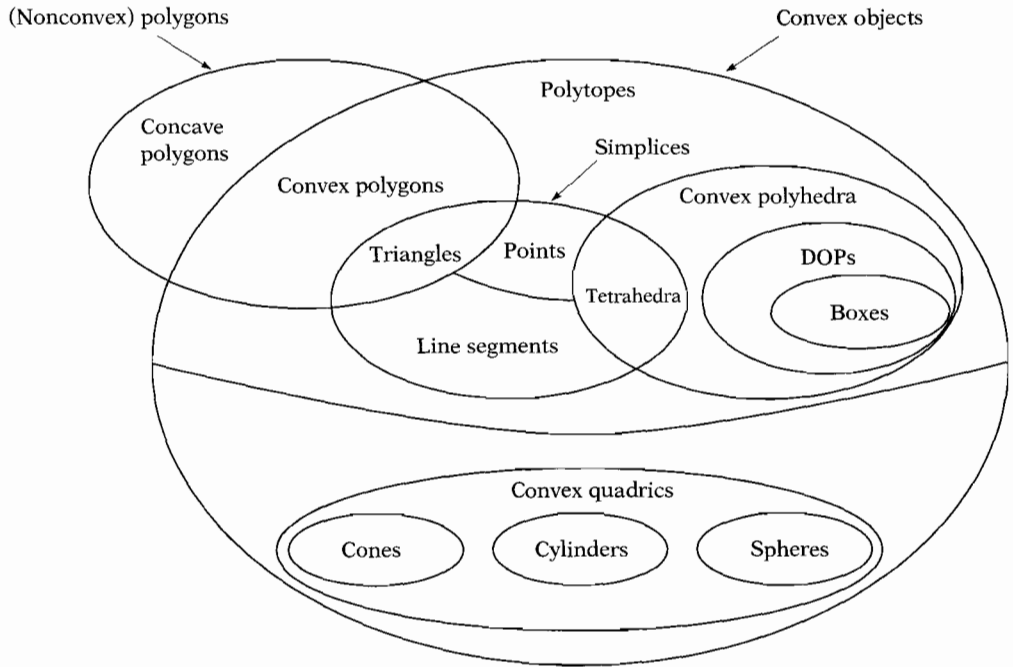 (Nonconvex) polygons
Convex objects
Polytopes
Concave
polygons
Simplices
Convex polygons
Convex polyhedra
Triangles
Points
DOPs
Tetrahedra
Boxes
Line segments
Convex quadrics
Cones
Cylinders
Spheres